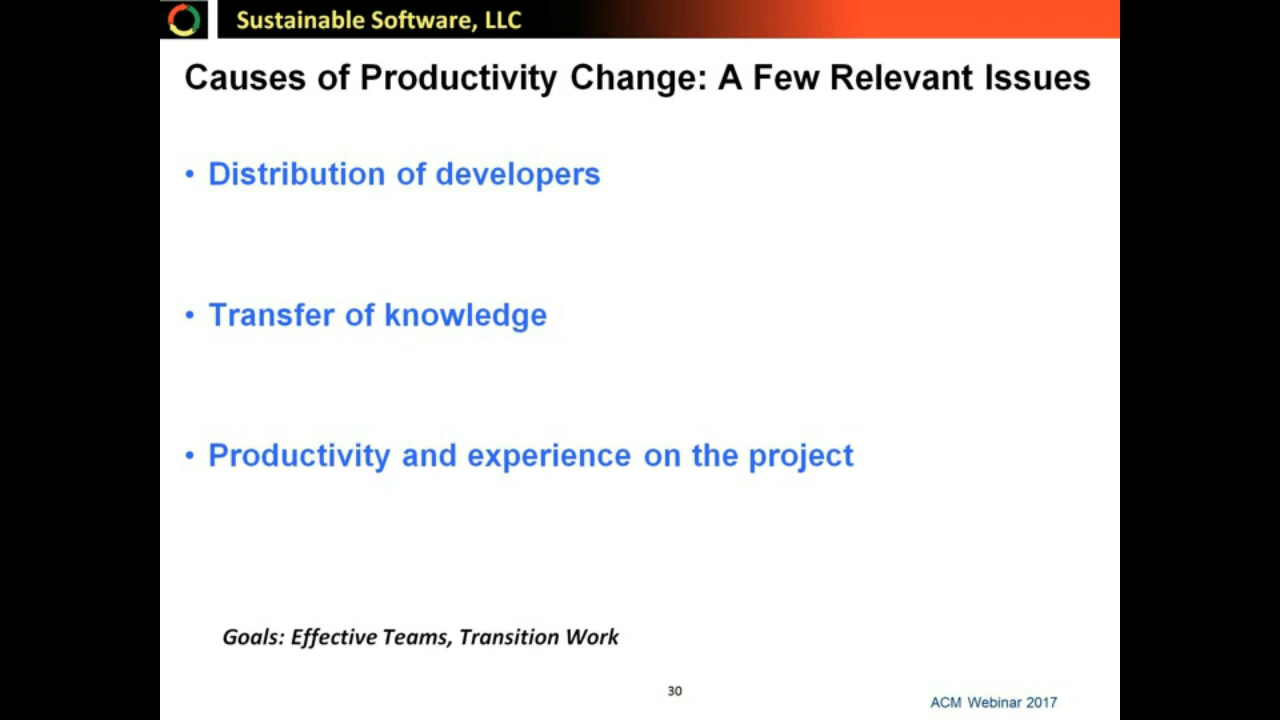 Sustainable Software, LLC
Causes of Productivity Change: A Few Relevant Issues
• Distribution of developers
• Transfer of knowledge
• Productivity and experience on the project
Goals: Effective Teams, Transition Work
30
ACM Webinar 2017